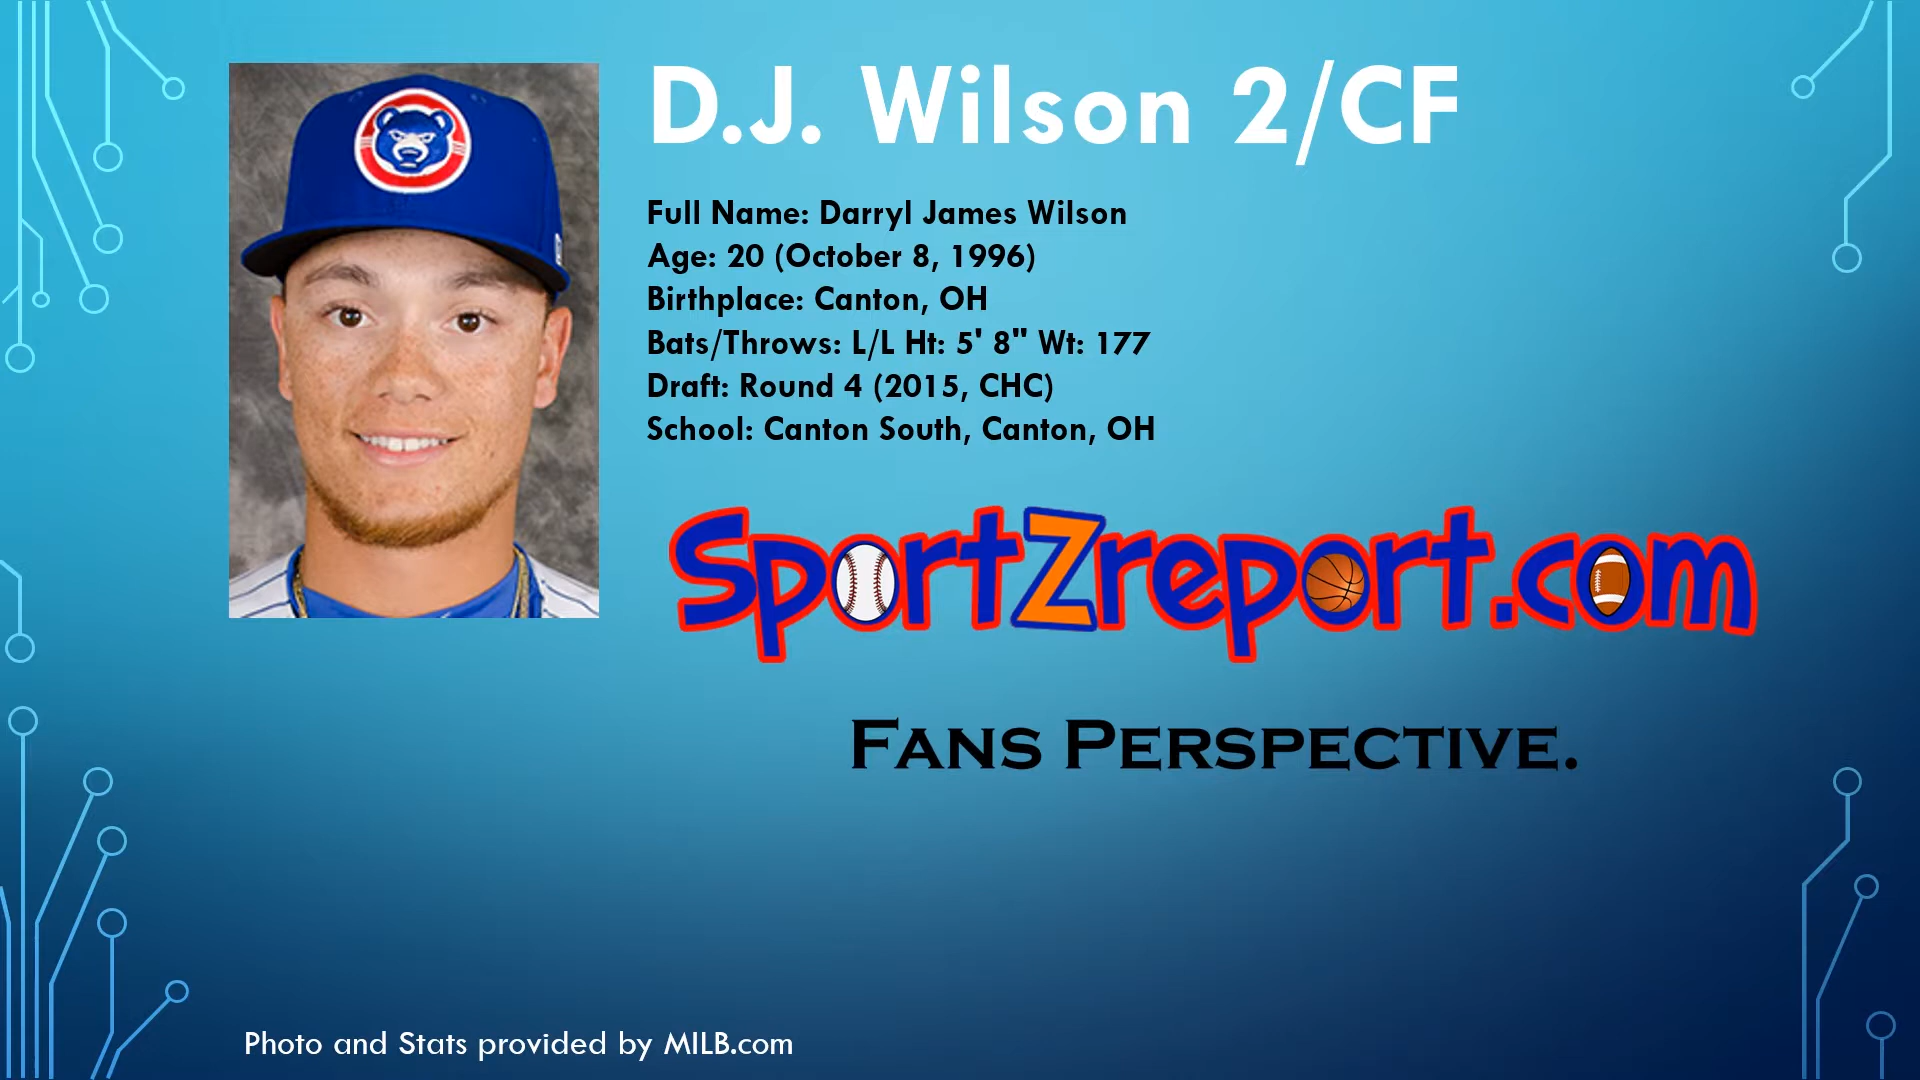 D.J. Wilson 2/CF
Full Name: Darryl James Wilson
Age: 20 (October 8, 1996)
Birthplace: Canton, OH
Bats/Throws: L/L Ht: 5' 8" Wt: 177
Draft: Round 4 (2015, CHC)
School: Canton South, Canton, OH
SportZreport.com
Fans Perspective.
Photo and Stats provided by MILB.com